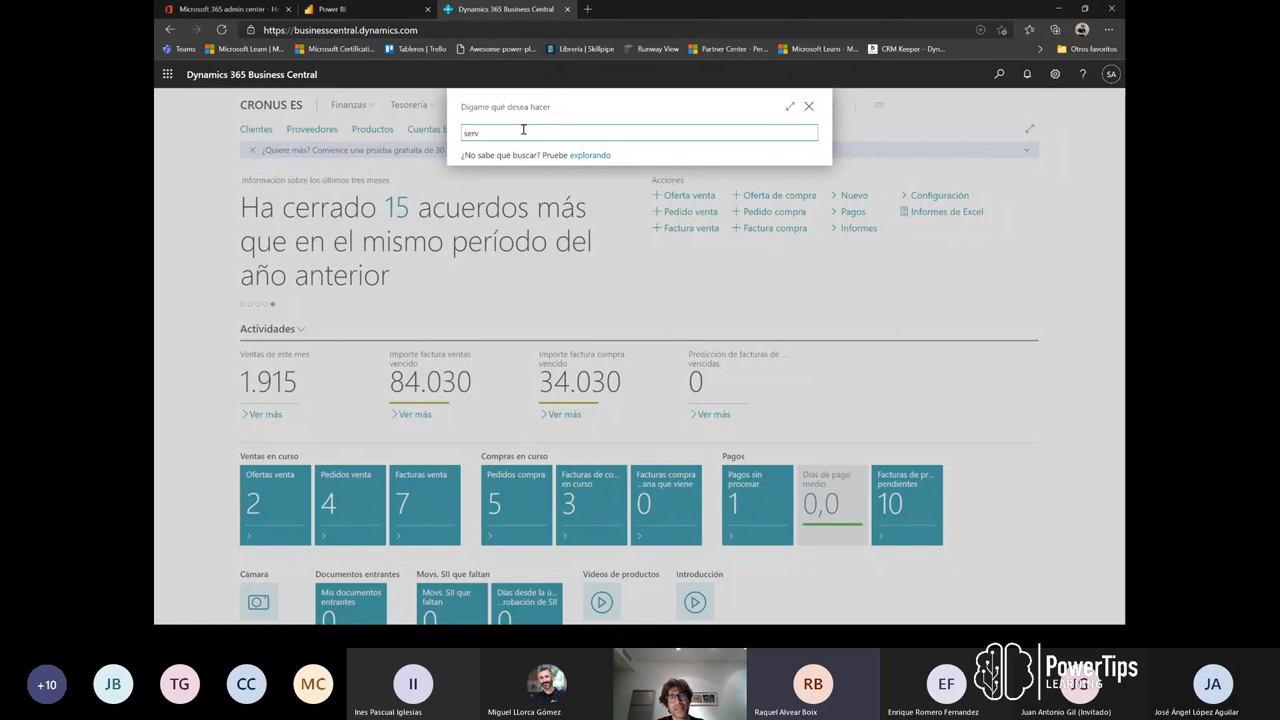 Microsoft 365 admin center - Cro
Power BI
Dynamics 365 Business Central
https://businesscentral.dynamics.com
Teams
Microsoft Learn | M...
Microsoft Certificati...
Tableros | Trello
Awesome-power-pl...
Librería | Skillpipe
Runway View
Partner Center - Per...
Microsoft Learn - M...
CRM Keeper - Dyn...
Otros favoritos
Dynamics 365 Business Central
SA
CRONUS ES
Finanzas
Tesorería
Dígame qué desea hacer
serv
¿No sabe qué buscar? Pruebe explorando
Clientes
Proveedores
Productos
Cuentas b
¿Quiere más? Comience una prueba gratuita de 30
Información sobre los últimos tres meses
Ha cerrado 15 acuerdos más
que en el mismo período del
año anterior
Acciones
Oferta venta
Oferta de compra
Nuevo
Configuración
Pedido venta
Pedido compra
Pagos
Informes de Excel
Factura venta
Factura compra
Informes
Actividades
Ventas de este mes
1.915
Ver más
Importe factura ventas
vencido
84.030
Ver más
Importe factura compra
vencido
34.030
Ver más
Predicción de facturas de ...
vencidas
0
Ver más
Ventas en curso
Compras en curso
Pagos
Ofertas venta
2
Pedidos venta
4
Facturas venta
7
Pedidos compra
5
Facturas de co...
en curso
3
Facturas compra
...ana que viene
0
Pagos sin
procesar
1
Días de pago
medio
0,0
Facturas de pr...
pendientes
10
Cámara
Documentos entrantes
Movs. SII que faltan
Vídeos de productos
Introducción
Mis documentos
entrantes
0
Movs. SII que
faltan
0
Días desde la ú...
...robación de SII
0
+10
JB
TG
CC
MC
II
Ines Pascual Iglesias
Miguel LLorca Gómez
RB
Raquel Alvear Boix
EF
Enrique Romero Fernandez
Juan Antonio Gil (Invitado)
JA
José Ángel López Aguilar
PowerTips
LEARNING